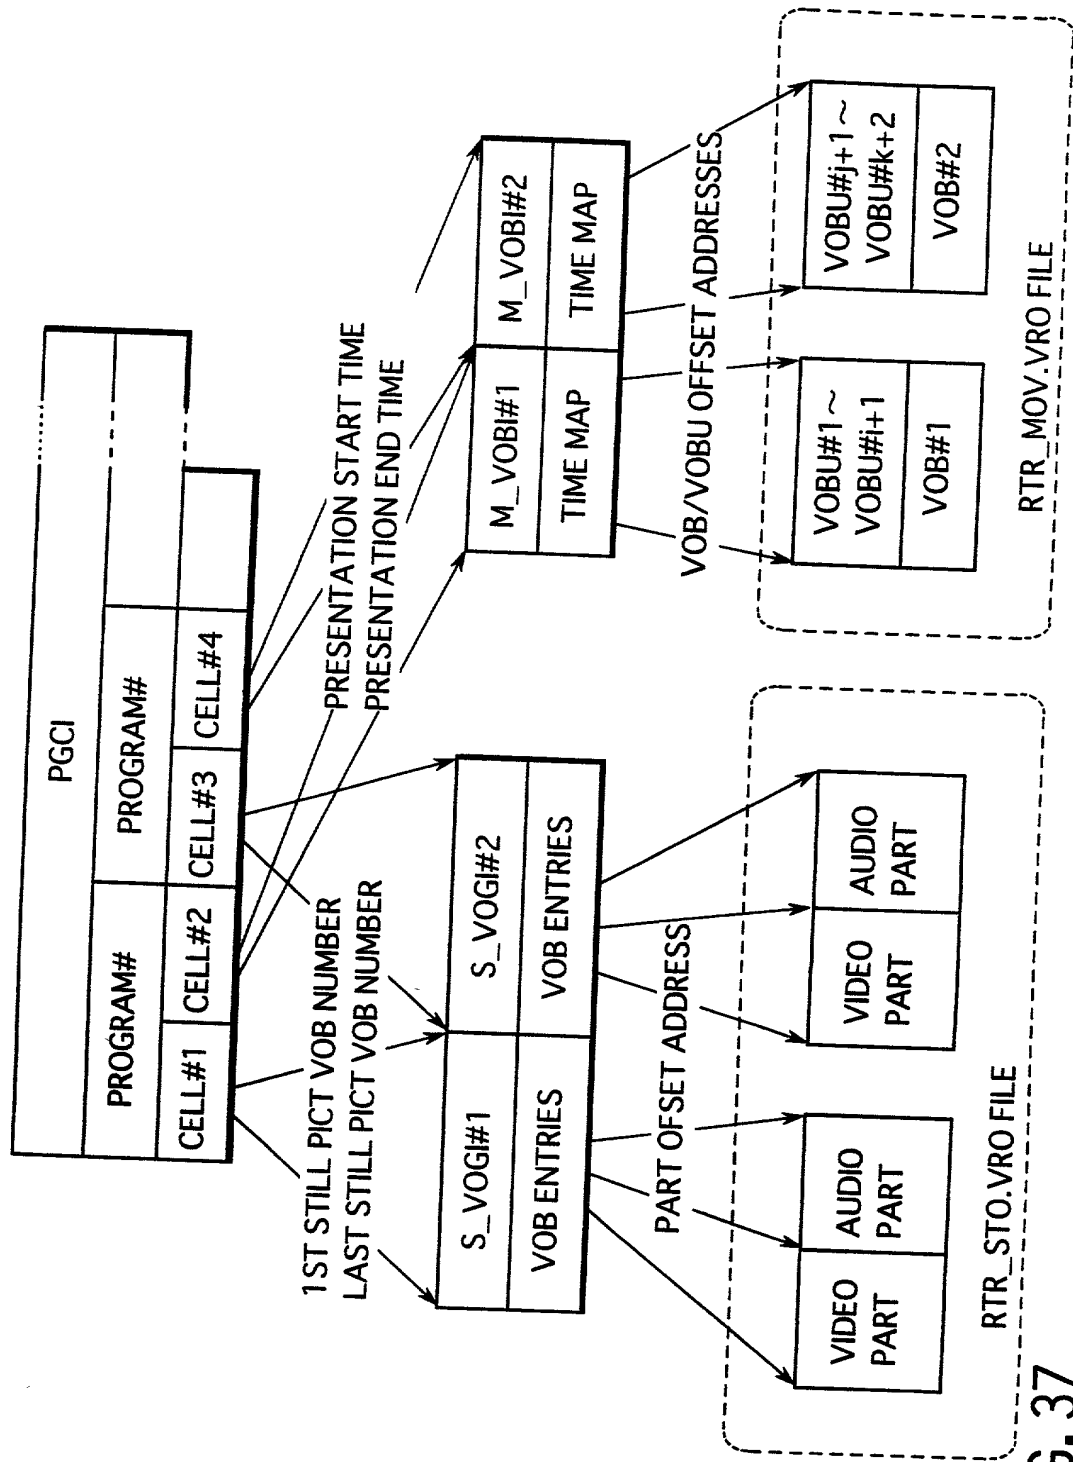 PGCI
PROGRAM#
PROGRAM#
CELL#1
CELL#2
CELL#3
CELL#4
1ST STILL PICT VOB NUMBER
LAST STILL PICT VOB NUMBER
PRESENTATION START TIME
PRESENTATION END TIME
S_VOGI#1
S_VOGI#2
VOB ENTRIES
VOB ENTRIES
M_VOBI#1
M_VOBI#2
TIME MAP
TIME MAP
PART OFSET ADDRESS
VOB/VOBU OFFSET ADDRESSES
VIDEO
PART
AUDIO
PART
VIDEO
PART
AUDIO
PART
VOBU#1~
VOBU#i+1
VOB#1
VOBU#j+1~
VOBU#k+2
VOB#2
RTR_STO.VRO FILE
RTR_MOV.VRO FILE
G. 37